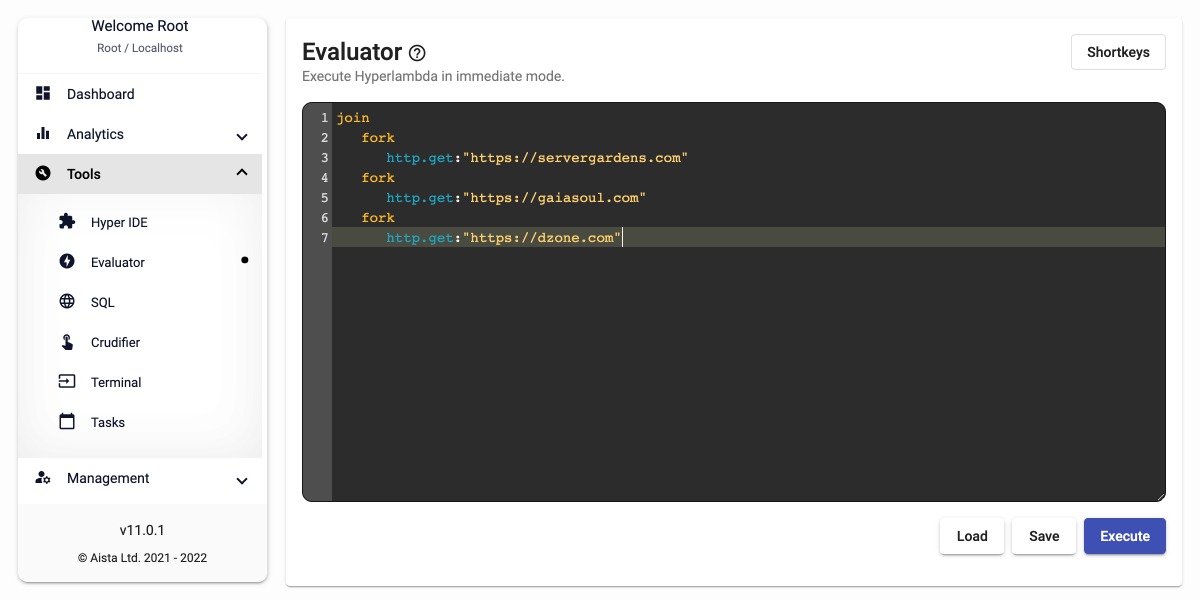 Welcome Root
Root / Localhost
Dashboard
Analytics
Tools
Hyper IDE
Evaluator
SQL
Crudifier
Terminal
Tasks
Management
v11.0.1
© Aista Ltd. 2021 - 2022
Evaluator ?
Execute Hyperlambda in immediate mode.
Shortkeys
1 join
2 fork
3 http.get:"https://servergardens.com"
4 fork
5 http.get:"https://gaiasoul.com"
6 fork
7 http.get:"https://dzone.com"
Load Save Execute